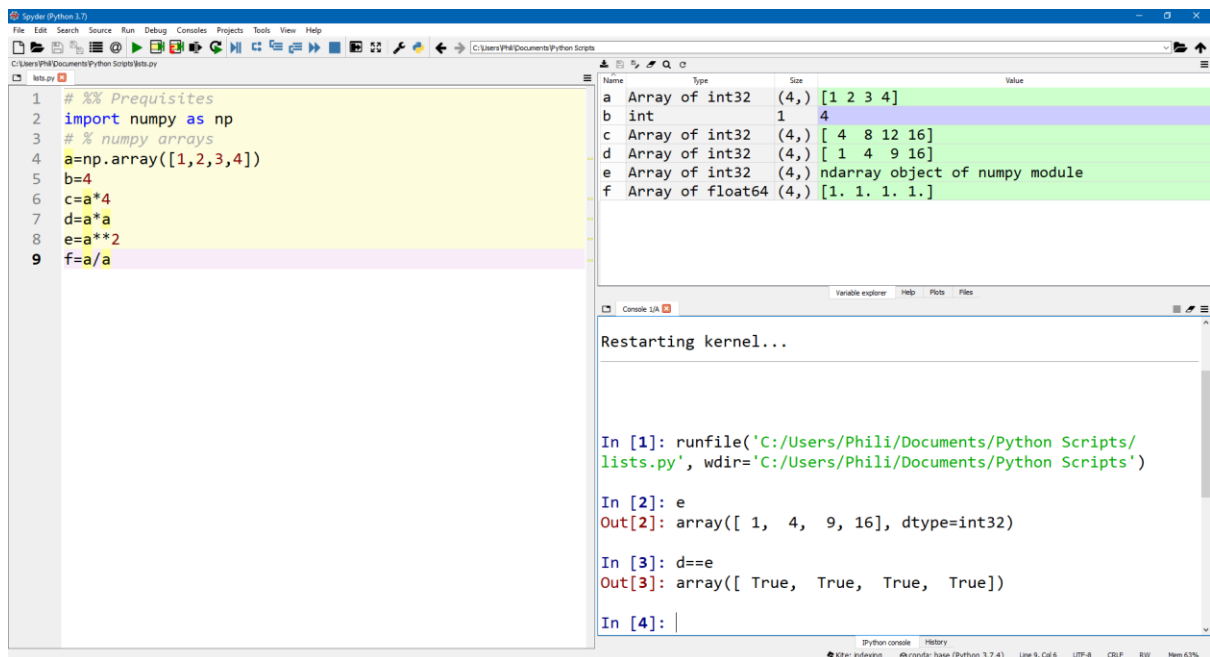 Spyder (Python 3.7)
File Edit Search Source Run Debug Consoles Projects Tools View Help
C:\Users\Phili\Documents\Python Scripts
C:\Users\Phili\Documents\Python Scripts\lists.py
lists.py
1 # %% Prequisites
2 import numpy as np
3 # % numpy arrays
4 a=np.array([1,2,3,4])
5 b=4
6 c=a*4
7 d=a*a
8 e=a**2
9 f=a/a
Name Type Size Value
a Array of int32 (4,) [1 2 3 4]
b int 1 4
c Array of int32 (4,) [ 4 8 12 16]
d Array of int32 (4,) [ 1 4 9 16]
e Array of int32 (4,) ndarray object of numpy module
f Array of float64 (4,) [1. 1. 1. 1.]
Variable explorer Help Plots Files
Console 1/A
Restarting kernel...
In [1]: runfile('C:/Users/Phili/Documents/Python Scripts/
lists.py', wdir='C:/Users/Phili/Documents/Python Scripts')
In [2]: e
Out[2]: array([ 1, 4, 9, 16], dtype=int32)
In [3]: d==e
Out[3]: array([ True, True, True, True])
In [4]:
IPython console History
Kite: indexing conda: base (Python 3.7.4) Line 9, Col 6 UTF-8 CRLF RW Mem 63%